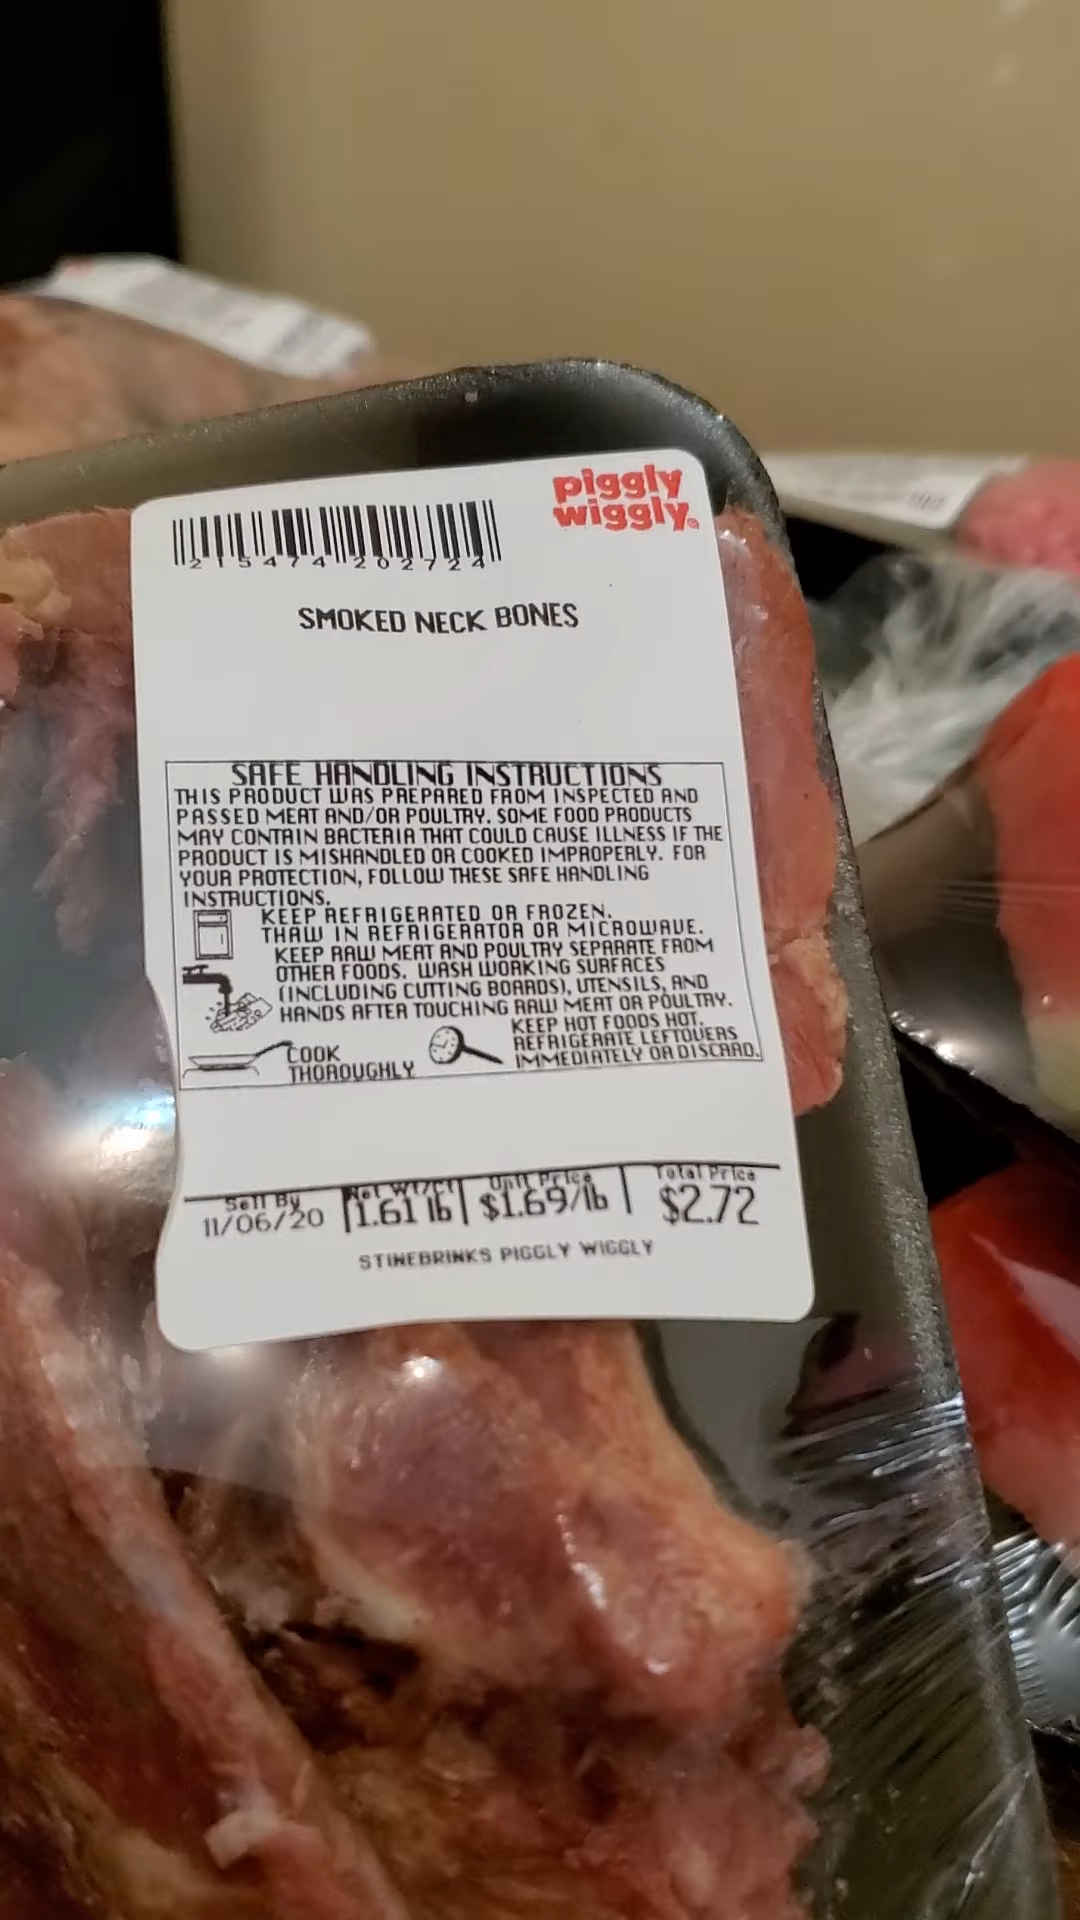 piggly
wiggly
2 15474 20272 4
SMOKED NECK BONES
SAFE HANDLING INSTRUCTIONS
THIS PRODUCT WAS PREPARED FROM INSPECTED AND
PASSED MEAT AND/OR POULTRY. SOME FOOD PRODUCTS
MAY CONTAIN BACTERIA THAT COULD CAUSE ILLNESS IF THE
PRODUCT IS MISHANDLED OR COOKED IMPROPERLY. FOR
YOUR PROTECTION, FOLLOW THESE SAFE HANDLING
INSTRUCTIONS.
KEEP REFRIGERATED OR FROZEN.
THAW IN REFRIGERATOR OR MICROWAVE.
KEEP RAW MEAT AND POULTRY SEPARATE FROM
OTHER FOODS. WASH WORKING SURFACES
(INCLUDING CUTTING BOARDS), UTENSILS, AND
HANDS AFTER TOUCHING RAW MEAT OR POULTRY.
KEEP HOT FOODS HOT.
REFRIGERATE LEFTOVERS
IMMEDIATELY OR DISCARD.
COOK
THOROUGHLY
Sell By Net Wt/Ct Unit Price Total Price
11/06/20 1.61 lb $1.69/lb $2.72
STINEBRINKS PIGGLY WIGGLY